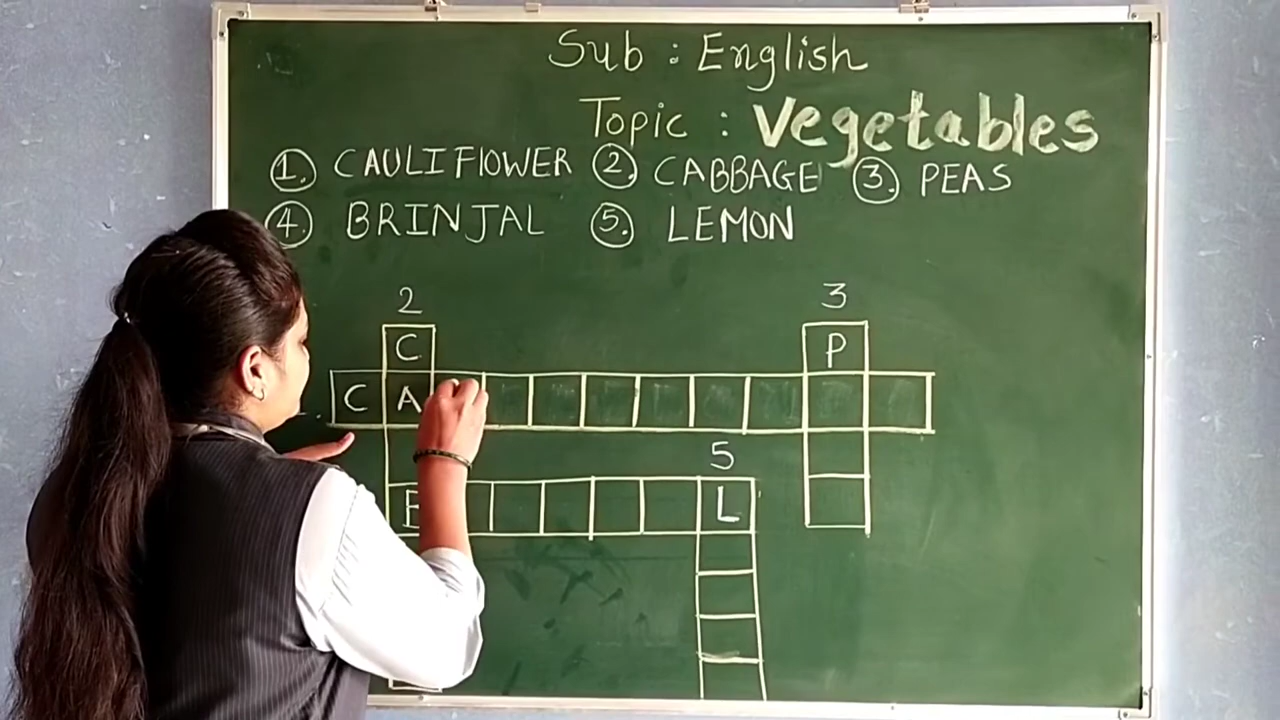 Sub : English
Topic : Vegetables
1. CAULIFLOWER 2. CABBAGE 3. PEAS
4. BRINJAL 5. LEMON
2 3
C P
C A
5
B L